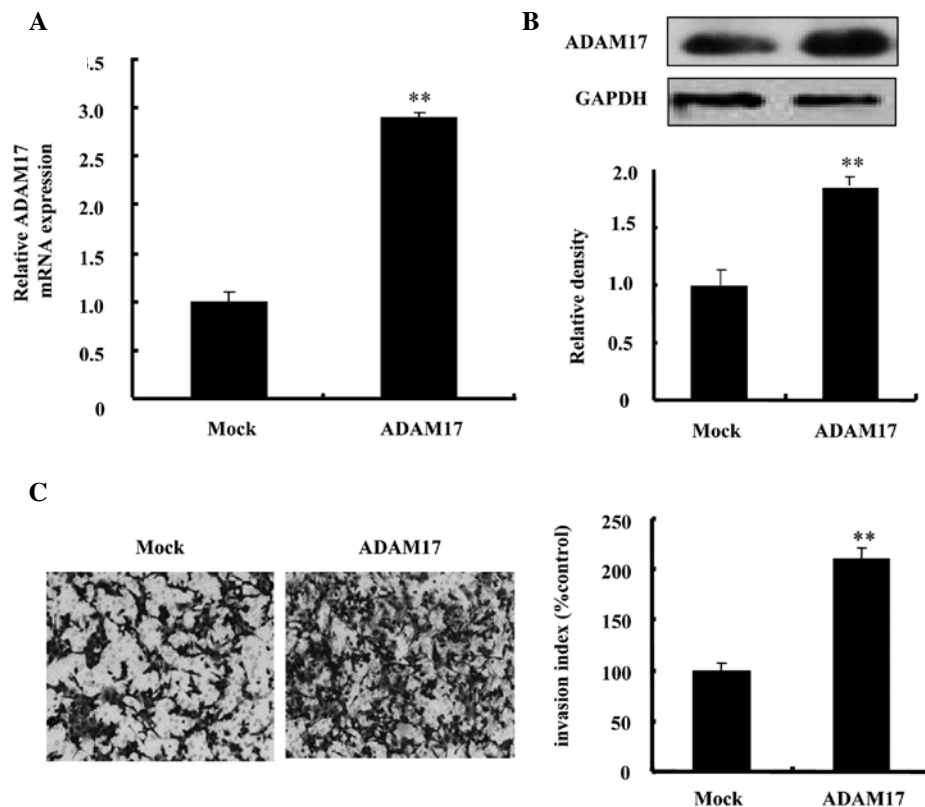 A
.5
3.0
2.5
2.0
1.5
1.0
0.5
0
Relative ADAM17
mRNA expression
**
Mock
ADAM17
B
ADAM17
GAPDH
2.0
1.5
1.0
0.5
0
Relative density
**
Mock
ADAM17
C
Mock
ADAM17
250
200
150
100
50
0
invasion index (%control)
**
Mock
ADAM17